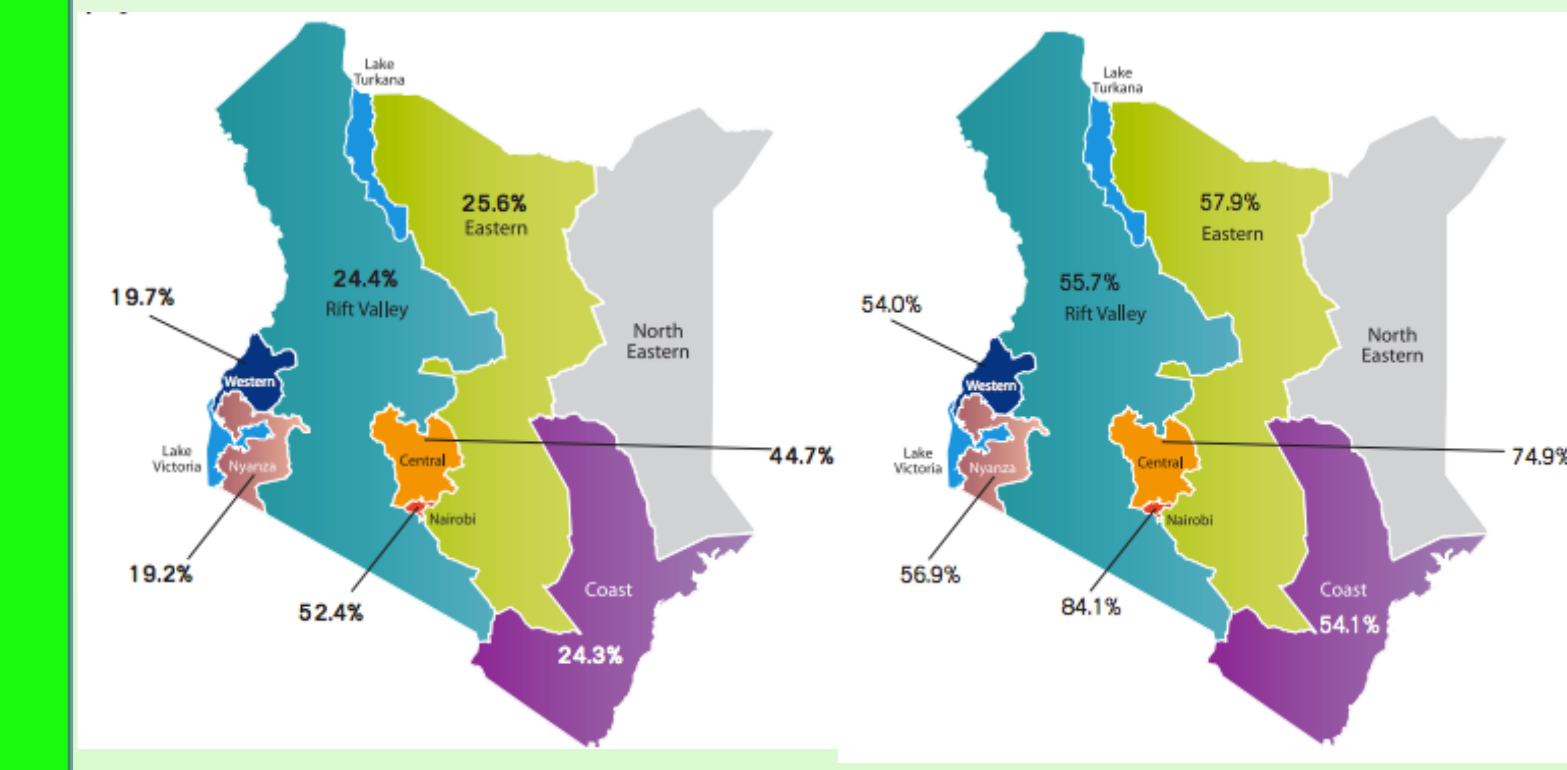 Lake
Turkana
25.6%
Eastern
24.4%
Rift Valley
19.7%
North
Eastern
Western
Lake
Victoria
Nyanza
Central
44.7%
Nairobi
19.2%
52.4%
Coast
24.3%
Lake
Turkana
57.9%
Eastern
55.7%
Rift Valley
54.0%
North
Eastern
Western
Lake
Victoria
Nyanza
Central
74.9%
Nairobi
56.9%
84.1%
Coast
54.1%